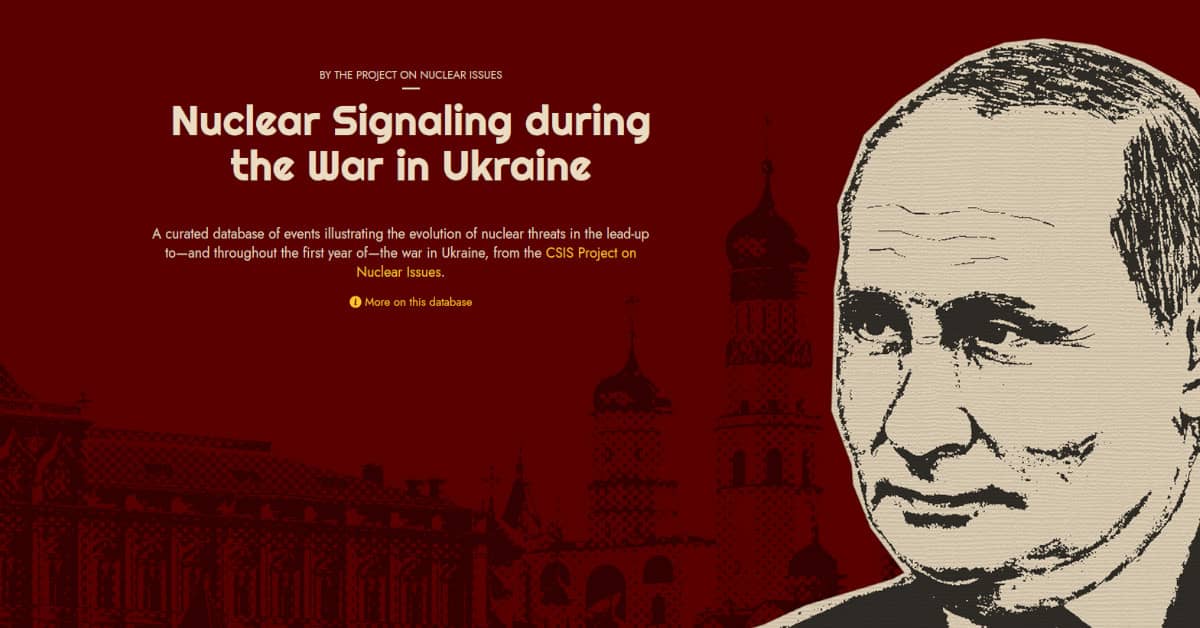 BY THE PROJECT ON NUCLEAR ISSUES
Nuclear Signaling during
the War in Ukraine
A curated database of events illustrating the evolution of nuclear threats in the lead-up
to—and throughout the first year of—the war in Ukraine, from the CSIS Project on
Nuclear Issues.
i More on this database